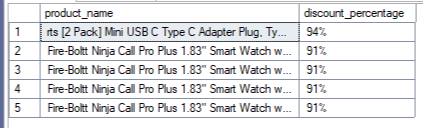 product_name discount_percentage
1 rts [2 Pack] Mini USB C Type C Adapter Plug, Ty... 94%
2 Fire-Boltt Ninja Call Pro Plus 1.83" Smart Watch w... 91%
3 Fire-Boltt Ninja Call Pro Plus 1.83" Smart Watch w... 91%
4 Fire-Boltt Ninja Call Pro Plus 1.83" Smart Watch w... 91%
5 Fire-Boltt Ninja Call Pro Plus 1.83" Smart Watch w... 91%